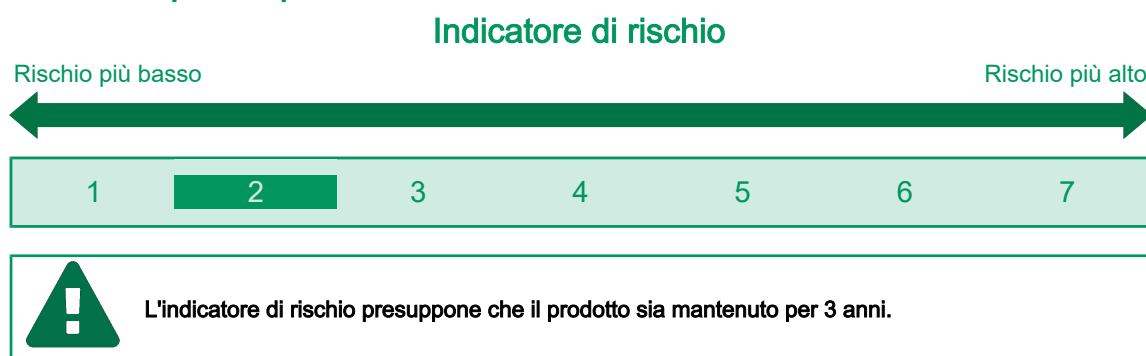 Indicatore di rischio
Rischio più basso Rischio più alto
1 2 3 4 5 6 7
L'indicatore di rischio presuppone che il prodotto sia mantenuto per 3 anni.